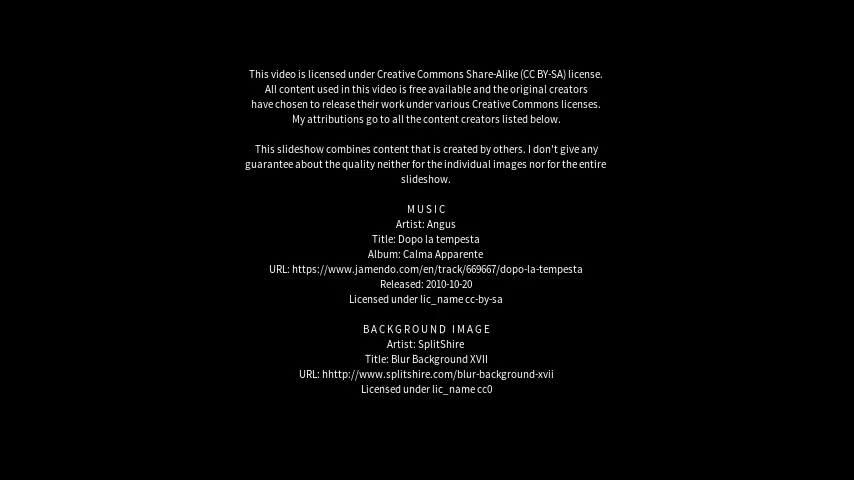 This video is licensed under Creative Commons Share-Alike (CC BY-SA) license.
All content used in this video is free available and the original creators
have chosen to release their work under various Creative Commons licenses.
My attributions go to all the content creators listed below.
This slideshow combines content that is created by others. I don't give any
guarantee about the quality neither for the individual images nor for the entire
slideshow.
MUSIC
Artist: Angus
Title: Dopo la tempesta
Album: Calma Apparente
URL: https://www.jamendo.com/en/track/669667/dopo-la-tempesta
Released: 2010-10-20
Licensed under lic_name cc-by-sa
BACKGROUND IMAGE
Artist: SplitShire
Title: Blur Background XVII
URL: hhttp://www.splitshire.com/blur-background-xvii
Licensed under lic_name cc0